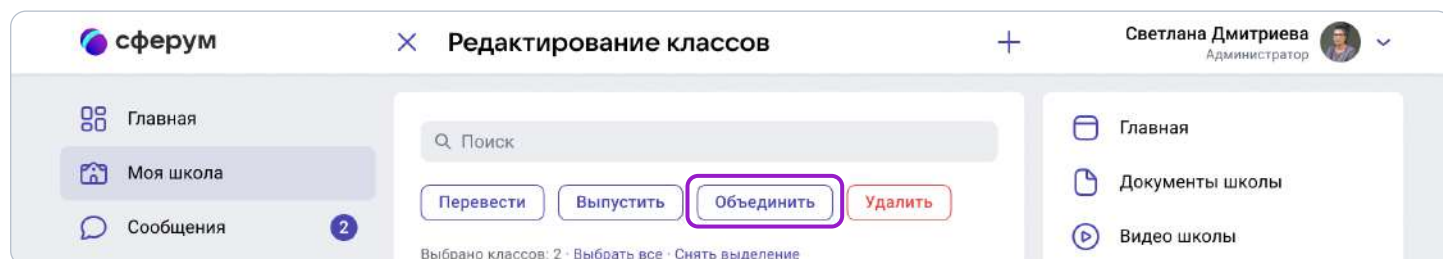 сферум
Редактирование классов
Светлана Дмитриева
Администратор
Главная
Моя школа
Сообщения 2
Поиск
Перевести Выпустить Объединить Удалить
Выбрано классов: 2 · Выбрать все · Снять выделение
Главная
Документы школы
Видео школы